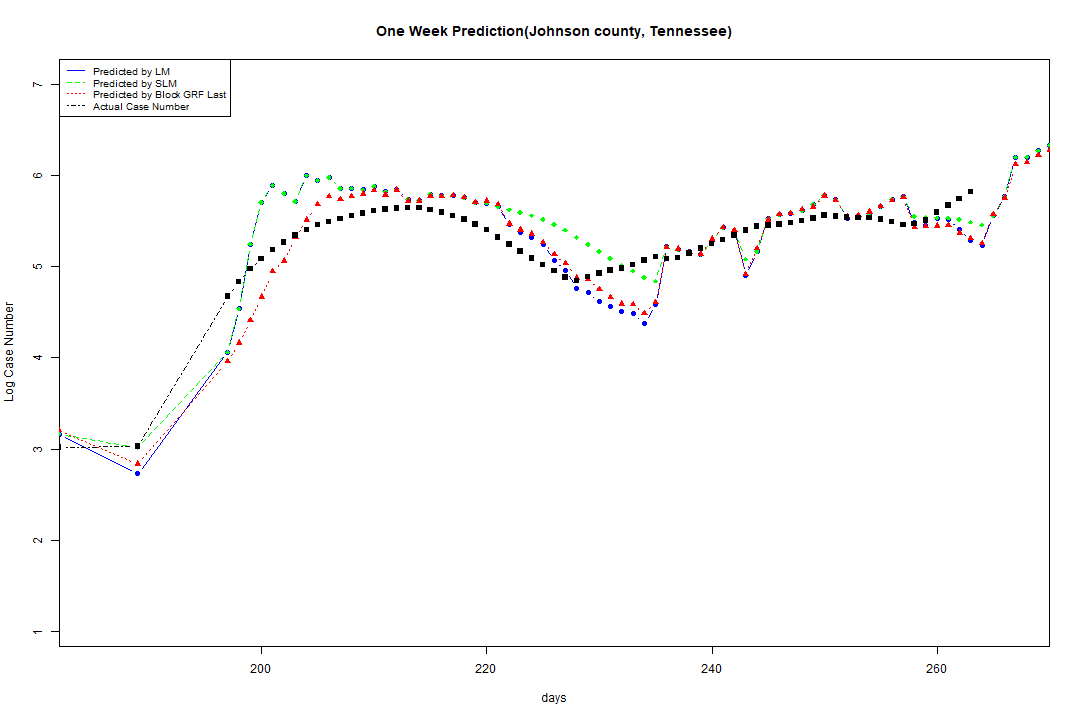 One Week Prediction(Johnson county, Tennessee)
Predicted by LM
Predicted by SLM
Predicted by Block GRF Last
Actual Case Number
7
6
5
4
3
2
1
Log Case Number
200 220 240 260
days